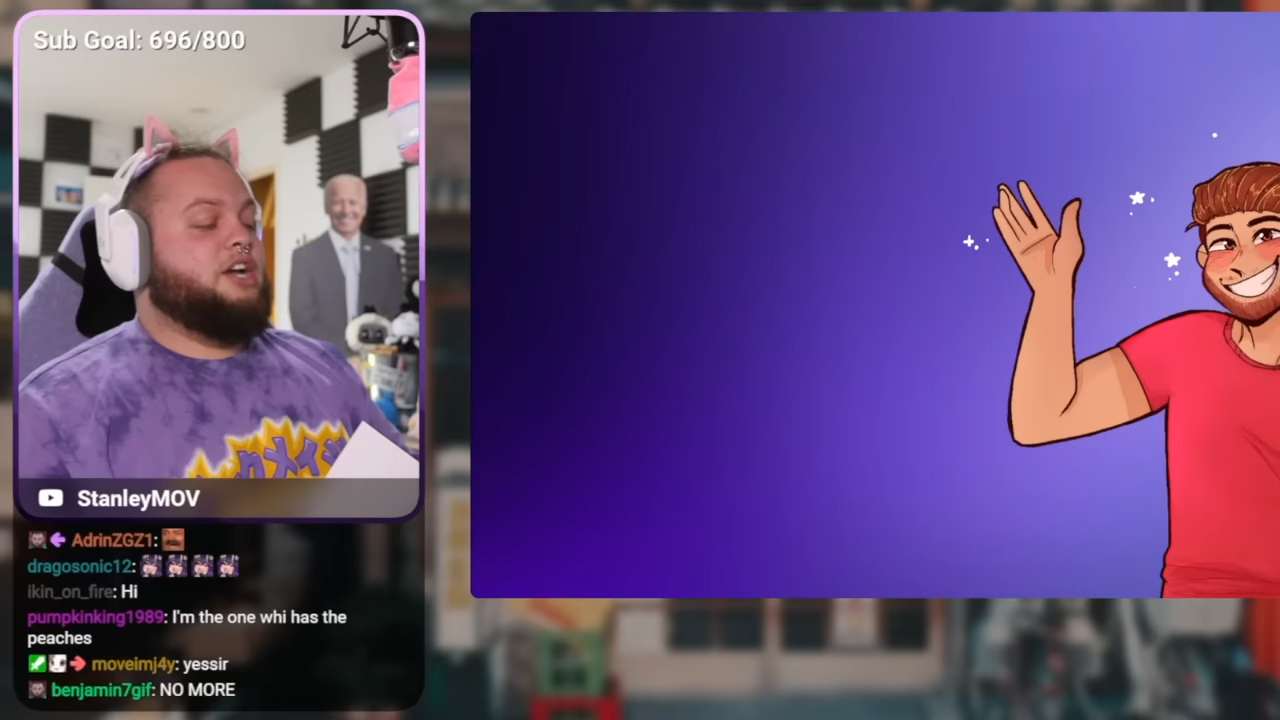 Sub Goal: 696/800
StanleyMOV
AdrinZGZ1:
dragosonic12:
ikin_on_fire: Hi
pumpkinking1989: I'm the one whi has the
peaches
moveimj4y: yessir
benjamin7gif: NO MORE